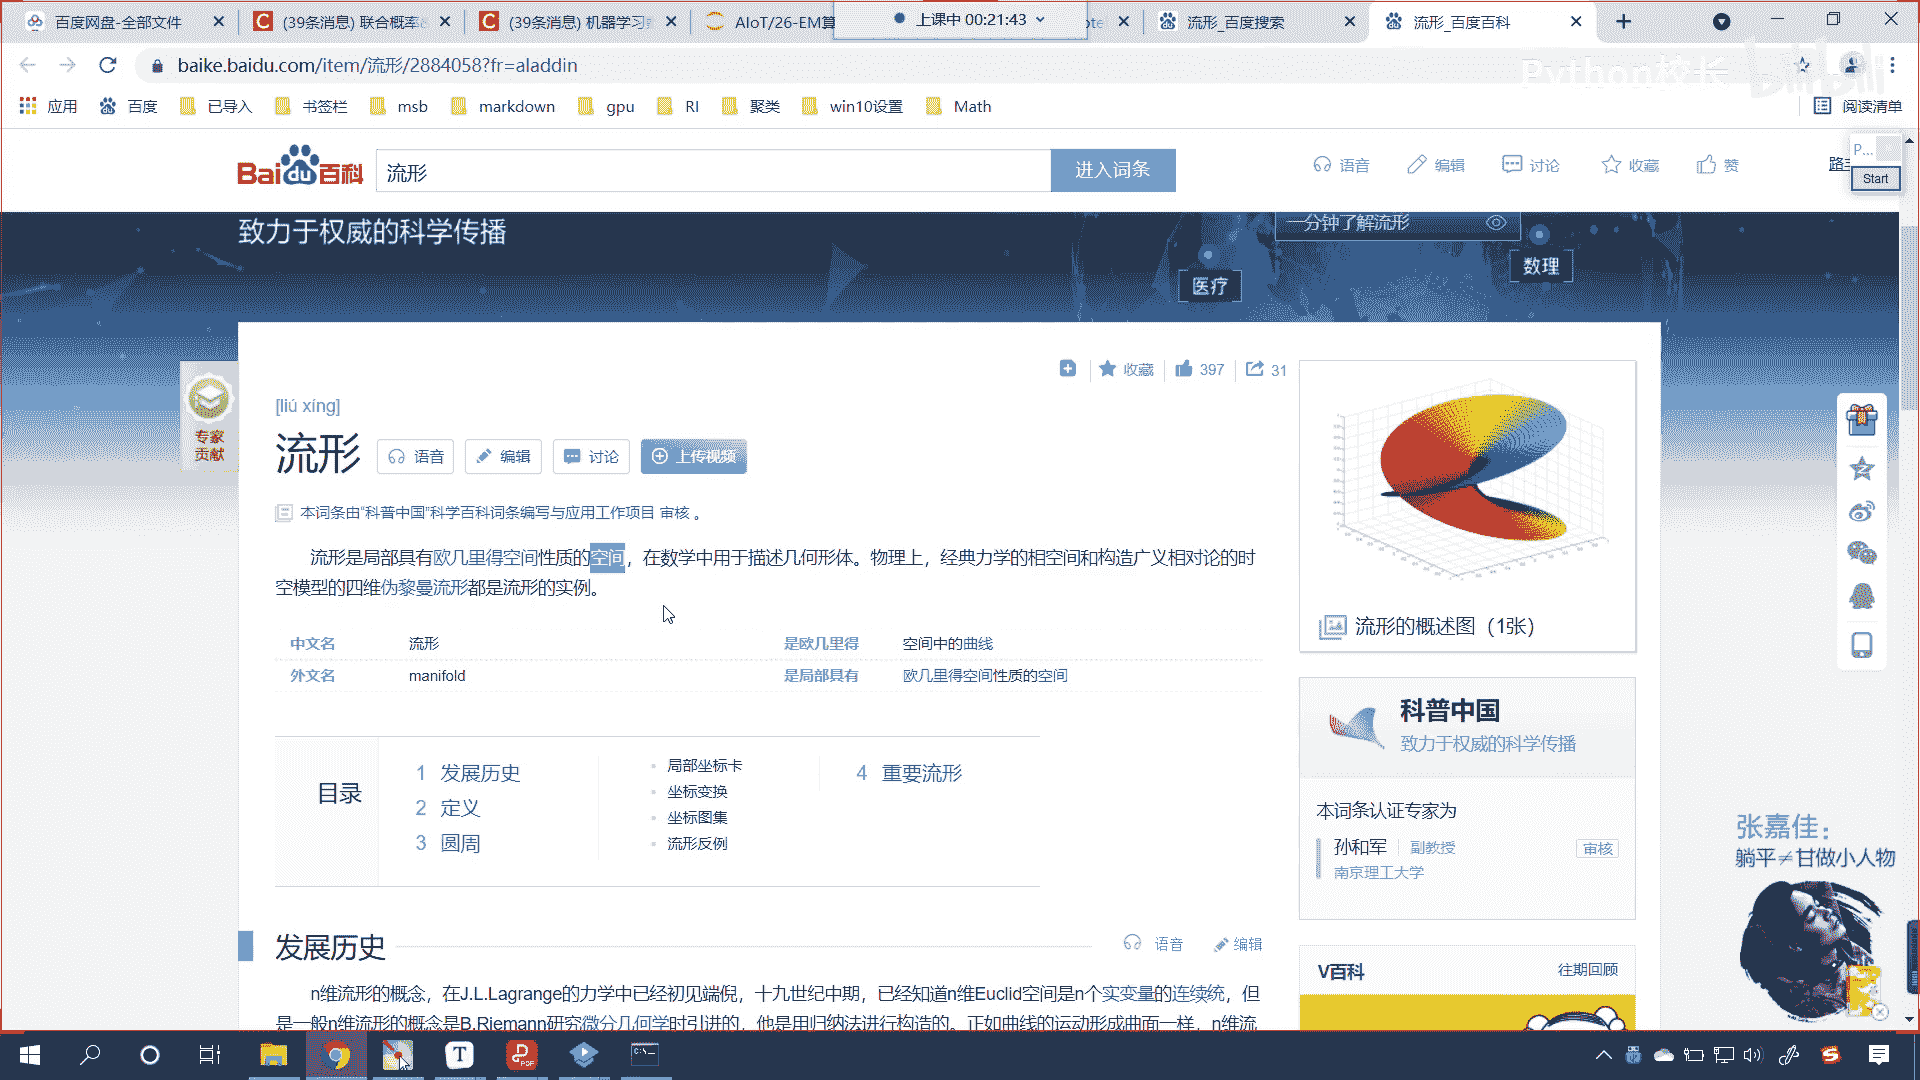 百度网盘-全部文件
(39条消息) 联合概率
(39条消息) 机器学习
AIoT/26-EM算
上课中 00:21:43
流形_百度搜索
流形_百度百科
baike.baidu.com/item/流形/2884058?fr=aladdin
Python校长
bilibili
应用
百度
已导入
书签栏
msb
markdown
gpu
RI
聚类
win10设置
Math
阅读清单
Baidu百科
流形
进入词条
语音
编辑
讨论
收藏
赞
P...
Start
致力于权威的科学传播
一分钟了解流形
医疗
数理
专家
贡献
收藏
397
31
[liú xíng]
流形
语音
编辑
讨论
上传视频
本词条由“科普中国”科学百科词条编写与应用工作项目 审核 。
流形是局部具有欧几里得空间性质的空间，在数学中用于描述几何形体。物理上，经典力学的相空间和构造广义相对论的时
空模型的四维伪黎曼流形都是流形的实例。
中文名 流形 是欧几里得 空间中的曲线
外文名 manifold 是局部具有 欧几里得空间性质的空间
目录
1 发展历史
2 定义
3 圆周
局部坐标卡
坐标变换
坐标图集
流形反例
4 重要流形
流形的概述图（1张）
科普中国
致力于权威的科学传播
本词条认证专家为
孙和军 副教授 审核
南京理工大学
张嘉佳：
躺平≠甘做小人物
发展历史
语音
编辑
V百科
往期回顾
n维流形的概念，在J.L.Lagrange的力学中已经初见端倪，十九世纪中期，已经知道n维Euclid空间是n个实变量的连续统，但
是一般n维流形的概念是B.Riemann研究微分几何学时引进的，他是用归纳法进行构造的。正如曲线的运动形成曲面一样，n维流